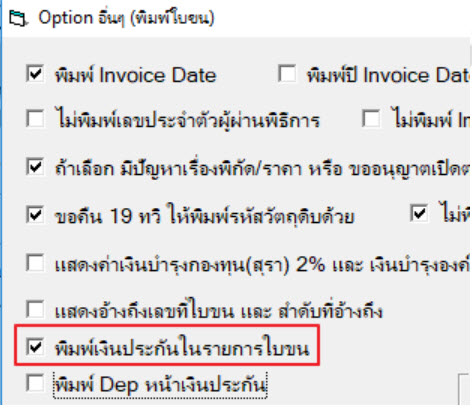 Option อื่นๆ (พิมพ์ใบขน)
พิมพ์ Invoice Date พิมพ์ปี Invoice Dat
ไม่พิมพ์เลขประจำตัวผู้ผ่านพิธีการ ไม่พิมพ์ In
ถ้าเลือก มีปัญหาเรื่องพิกัด/ราคา หรือ ขออนุญาตเปิดต
ขอคืน 19 ทวิ ให้พิมพ์รหัสวัตถุดิบด้วย ไม่พิ
แสดงค่าเงินบำรุงกองทุน(สุรา) 2% และ เงินบำรุงองค์
แสดงอ้างถึงเลขที่ใบขน และ ลำดับที่อ้างถึง
พิมพ์เงินประกันในรายการใบขน
พิมพ์ Dep หน้าเงินประกัน